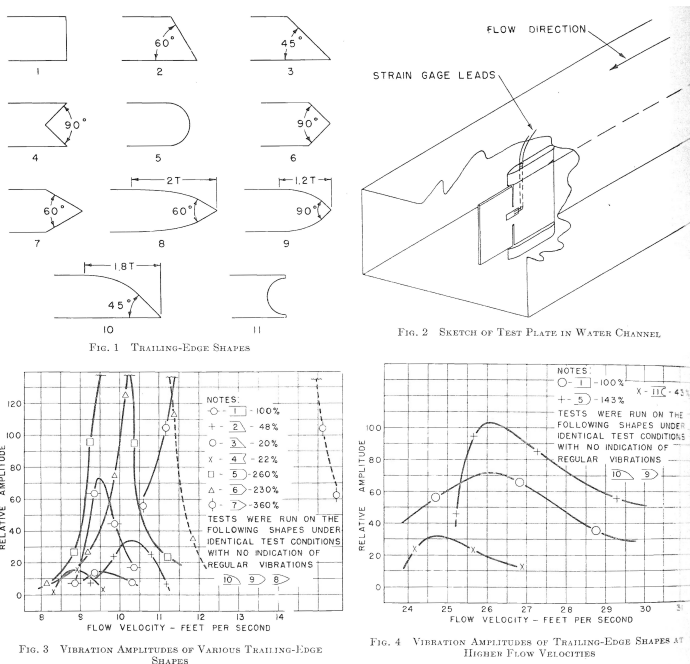 60°
45°
1
2
3
90°
90°
4
5
6
2T
1.2T
60°
60°
90°
7
8
9
1.8T
45°
10
11
FIG. 1 TRAILING-EDGE SHAPES
FLOW DIRECTION
STRAIN GAGE LEADS
FIG. 2 SKETCH OF TEST PLATE IN WATER CHANNEL
RELATIVE AMPLITUDE
120
100
80
60
40
20
0
8 9 10 11 12 13 14
FLOW VELOCITY - FEET PER SECOND
NOTES:
1 -100%
2 - 48%
3 - 20%
4 - 22%
5 -260%
6 -230%
7 -360%
TESTS WERE RUN ON THE
FOLLOWING SHAPES UNDER
IDENTICAL TEST CONDITIONS
WITH NO INDICATION OF
REGULAR VIBRATIONS
10 9 8
FIG. 3 VIBRATION AMPLITUDES OF VARIOUS TRAILING-EDGE
SHAPES
RELATIVE AMPLITUDE
100
80
60
40
20
0
24 25 26 27 28 29 30
FLOW VELOCITY - FEET PER SECOND
NOTES:
O- 1 -100% X - 11 - 43%
+ - 5 -143%
TESTS WERE RUN ON THE
FOLLOWING SHAPES UNDER
IDENTICAL TEST CONDITIONS
WITH NO INDICATION OF
REGULAR VIBRATIONS
10 9
FIG. 4 VIBRATION AMPLITUDES OF TRAILING-EDGE SHAPES AT
HIGHER FLOW VELOCITIES